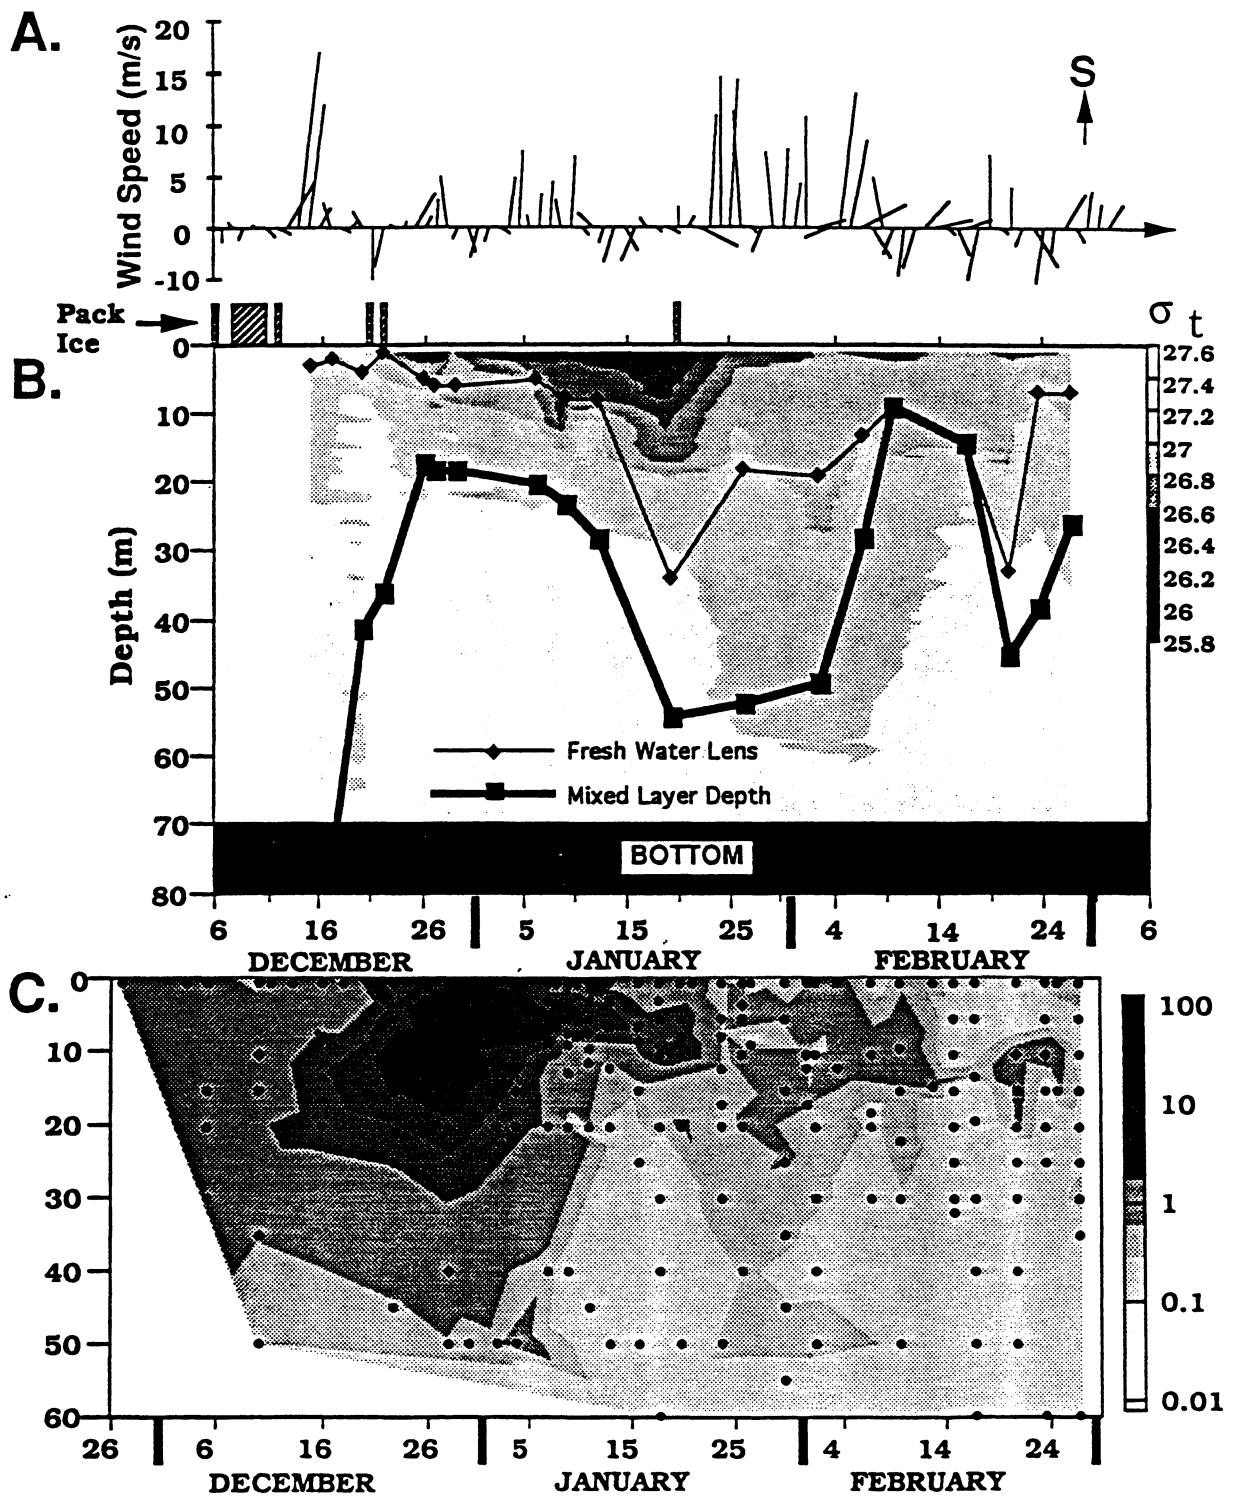 A.
Wind Speed (m/s)
20
15
10
5
0
-10
S
Pack
Ice
σ t
B.
Depth (m)
0
10
20
30
40
50
60
70
80
27.6
27.4
27.2
27
26.8
26.6
26.4
26.2
26
25.8
Fresh Water Lens
Mixed Layer Depth
BOTTOM
6 16 26 5 15 25 4 14 24 6
DECEMBER JANUARY FEBRUARY
C.
0
10
20
30
40
50
60
100
10
1
0.1
0.01
26 6 16 26 5 15 25 4 14 24
DECEMBER JANUARY FEBRUARY